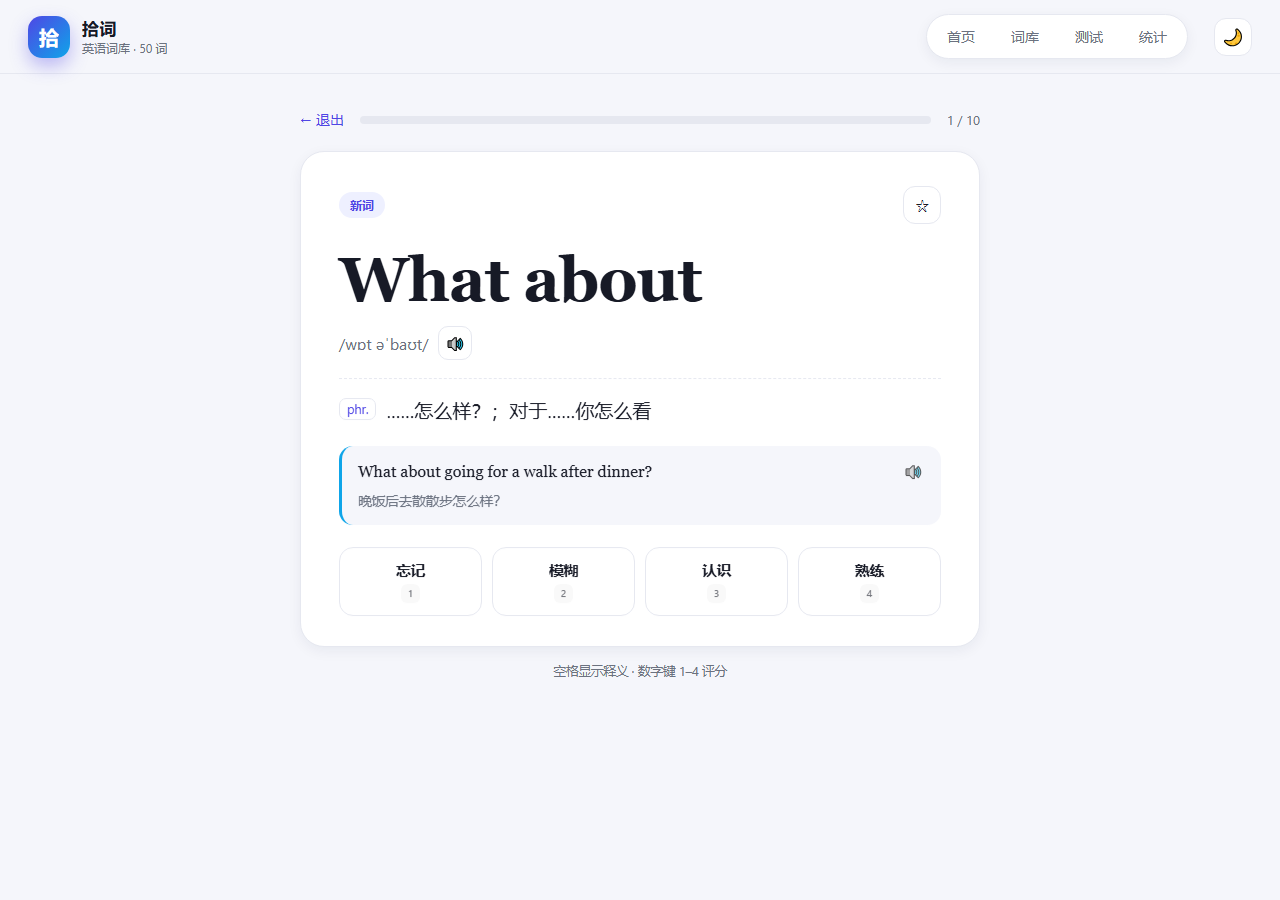 拾
拾词
英语词库 · 50 词
首页 词库 测试 统计
← 退出
1 / 10
新词
What about
/wɒt əˈbaʊt/
phr. ……怎么样？；对于……你怎么看
What about going for a walk after dinner?
晚饭后去散散步怎么样?
忘记 模糊 认识 熟练
1 2 3 4
空格显示释义 · 数字键 1–4 评分